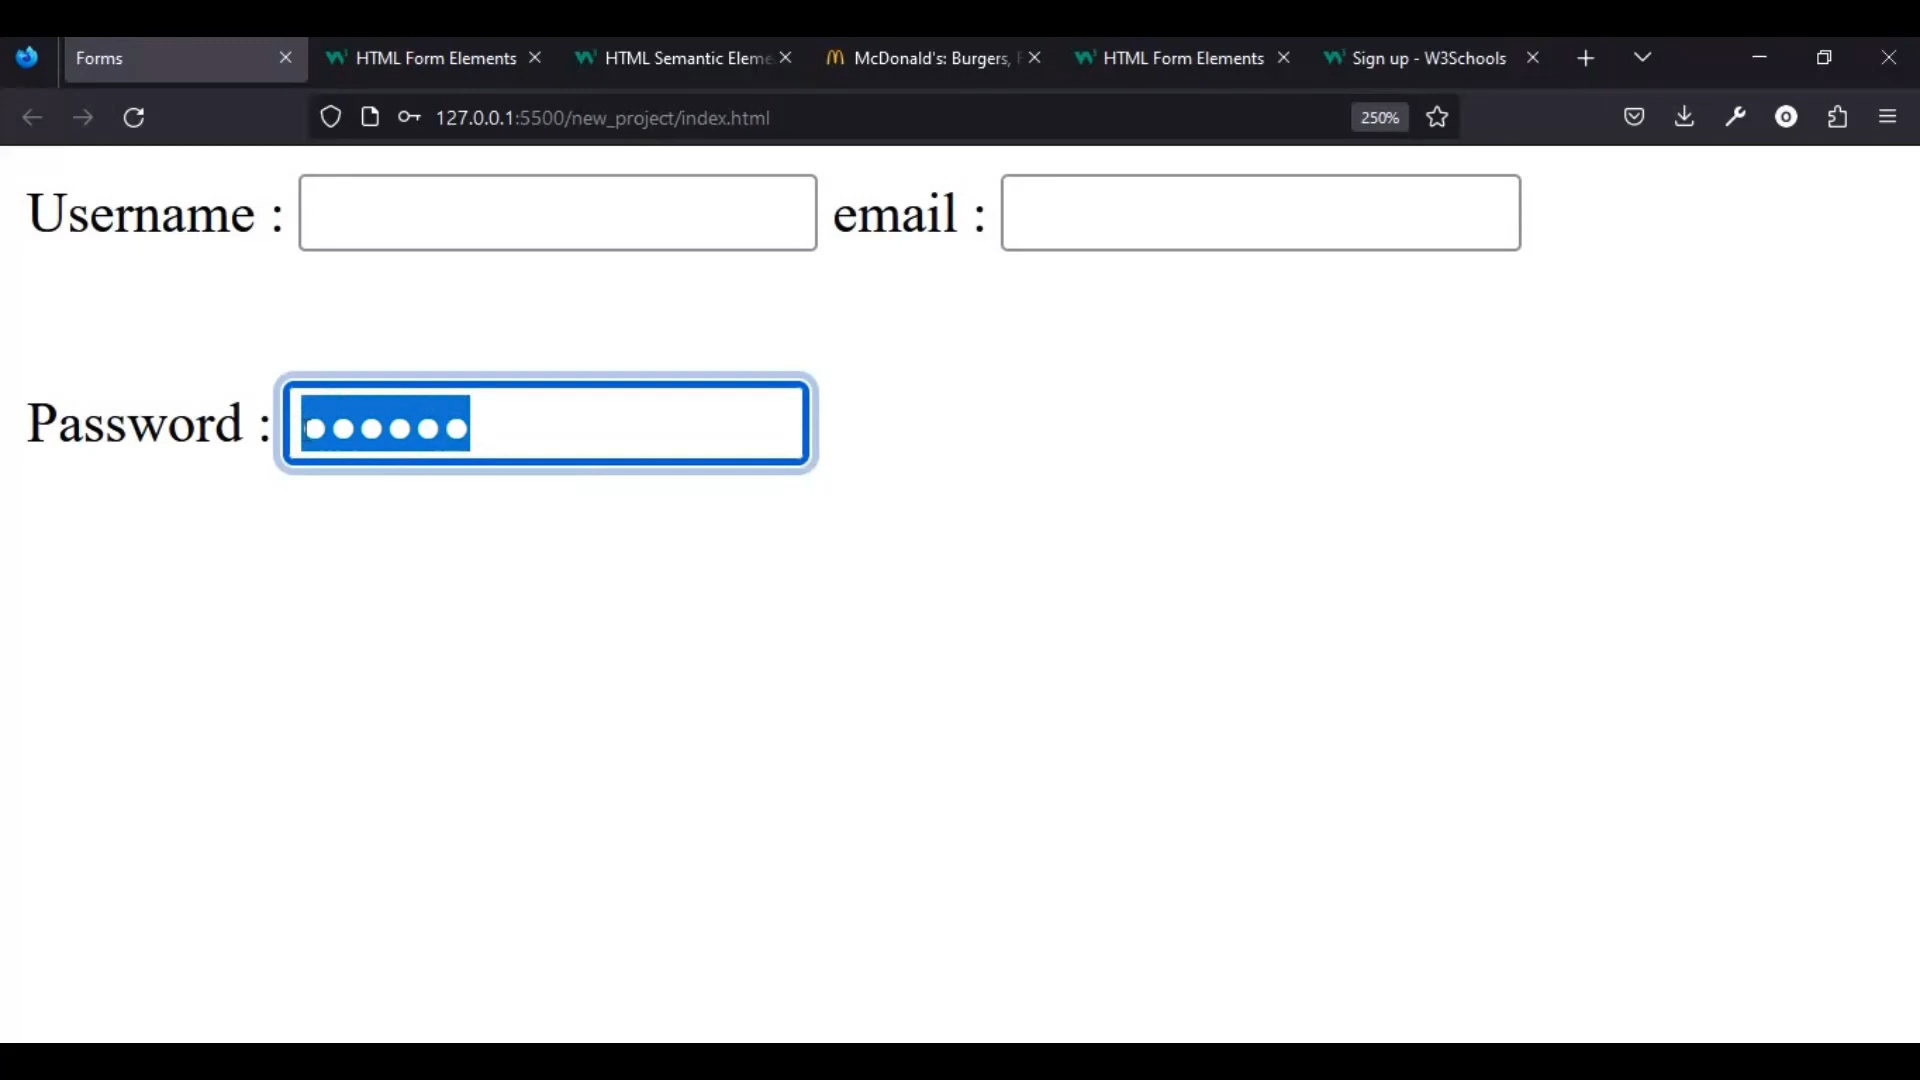 Forms HTML Form Elements HTML Semantic Eleme McDonald's: Burgers, F HTML Form Elements Sign up - W3Schools
127.0.0.1:5500/new_project/index.html 250%
Username : email :
Password : ●●●●●●